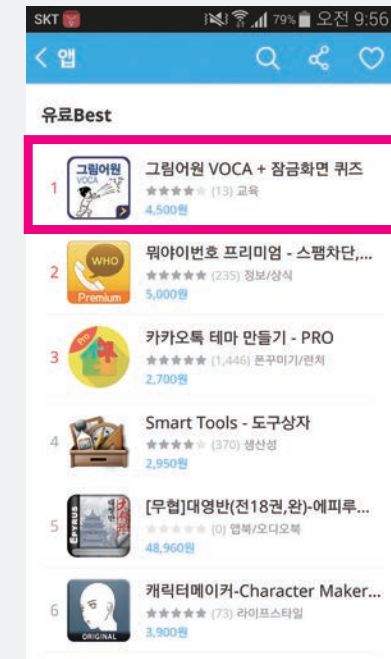 SKT 79% 오전 9:56
앱
유료Best
1
그림어원
VOCA
그림어원 VOCA + 잠금화면 퀴즈
★★★★★ (13) 교육
4,500원
2
WHO
Premium
뭐야이번호 프리미엄 - 스팸차단,...
★★★★★ (235) 정보/상식
5,000원
3
Pro
카카오톡 테마 만들기 - PRO
★★★★★ (1,446) 폰꾸미기/런처
2,700원
4
Smart Tools - 도구상자
★★★★★ (370) 생산성
2,950원
5
EPYRUS
[무협]대영반(전18권,완)-에피루...
★★★★★ (0) 앱북/오디오북
48,960원
6
ORIGINAL
캐릭터메이커-Character Maker...
★★★★★ (73) 라이프스타일
3,900원